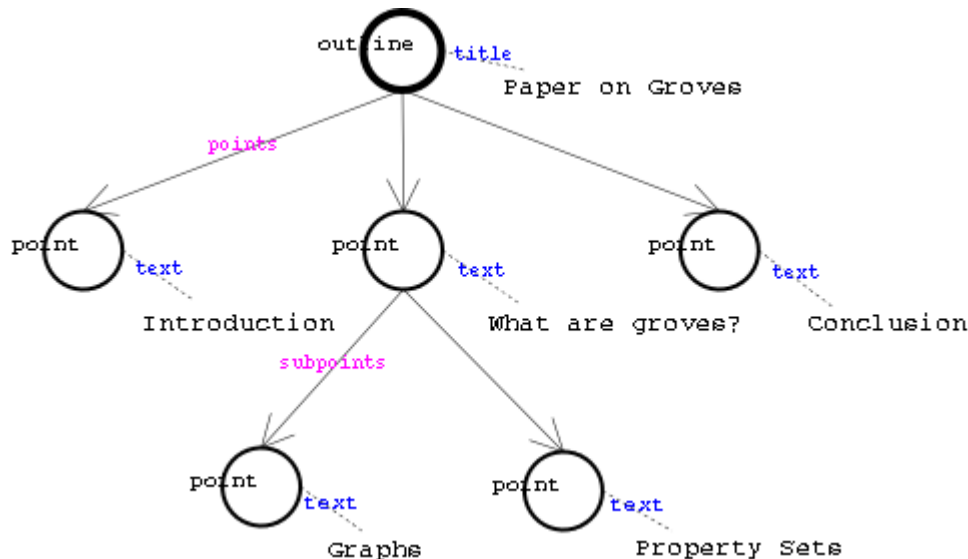 outline
title
Paper on Groves
points
point
point
point
text
text
text
Introduction
What are groves?
Conclusion
subpoints
point
point
text
text
Graphs
Property Sets